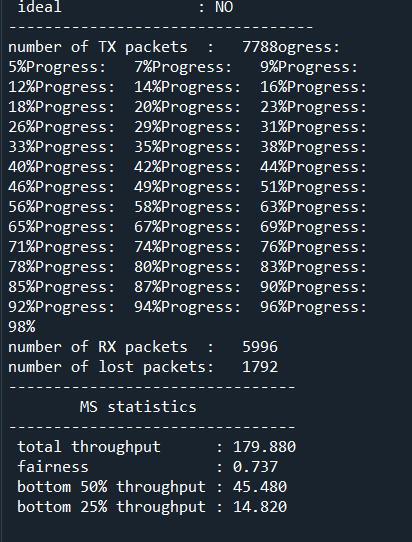 ideal                : NO
----------------------------------
number of TX packets  :   7788ogress:
5%Progress:   7%Progress:   9%Progress:
12%Progress:  14%Progress:  16%Progress:
18%Progress:  20%Progress:  23%Progress:
26%Progress:  29%Progress:  31%Progress:
33%Progress:  35%Progress:  38%Progress:
40%Progress:  42%Progress:  44%Progress:
46%Progress:  49%Progress:  51%Progress:
56%Progress:  58%Progress:  63%Progress:
65%Progress:  67%Progress:  69%Progress:
71%Progress:  74%Progress:  76%Progress:
78%Progress:  80%Progress:  83%Progress:
85%Progress:  87%Progress:  90%Progress:
92%Progress:  94%Progress:  96%Progress:
98%
number of RX packets  :   5996
number of lost packets:   1792
--------------------------------
        MS statistics
--------------------------------
 total throughput      : 179.880
 fairness              : 0.737
 bottom 50% throughput : 45.480
 bottom 25% throughput : 14.820